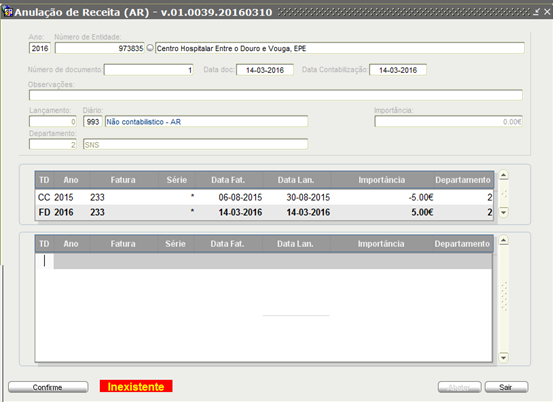 Anulação de Receita (AR) - v.01.0039.20160310
Ano: Número de Entidade:
2016 973835 Centro Hospitalar Entre o Douro e Vouga, EPE
Número de documento: 1 Data doc: 14-03-2016 Data Contabilização: 14-03-2016
Observações:
Lançamento: Diário: Importância:
0 993 Não contabilistico - AR 0.00€
Departamento:
2 SNS
TD Ano Fatura Série Data Fat. Data Lan. Importância Departamento
CC 2015 233 * 06-08-2015 30-08-2015 -5.00€ 2
FD 2016 233 * 14-03-2016 14-03-2016 5.00€ 2
TD Ano Fatura Série Data Fat. Data Lan. Importância Departamento
Confirme Inexistente Sair